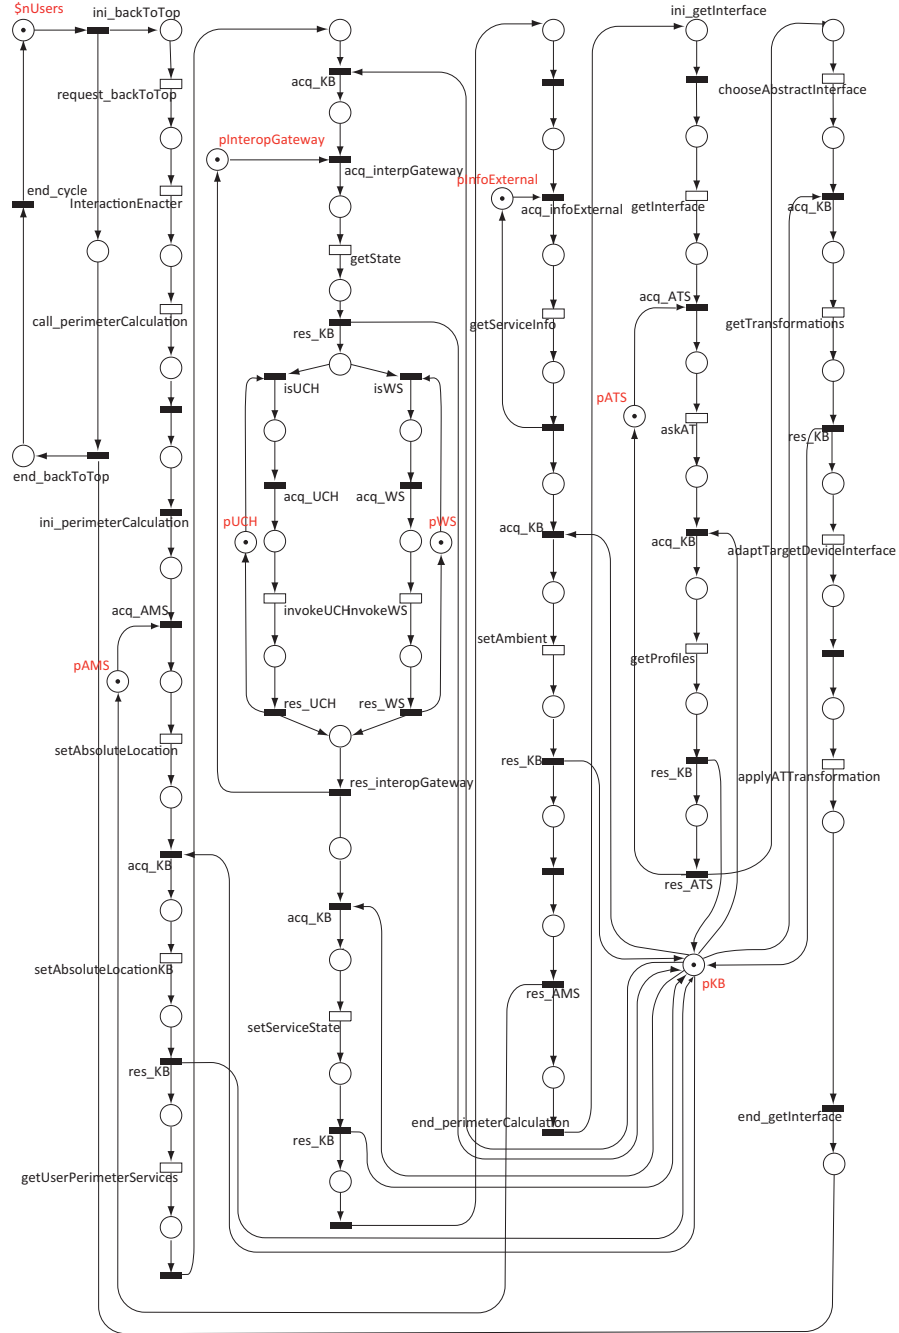 $nUsers
ini_backToTop
request_backToTop
end_cycle
InteractionEnacter
call_perimeterCalculation
end_backToTop
ini_perimeterCalculation
acq_AMS
pAMS
setAbsoluteLocation
acq_KB
setAbsoluteLocationKB
res_KB
getUserPerimeterServices
acq_KB
pInteropGateway
acq_interpGateway
getState
res_KB
isUCH
isWS
acq_UCH
acq_WS
pUCH
pWS
invokeUCH
invokeWS
res_UCH
res_WS
res_interopGateway
acq_KB
setServiceState
res_KB
pInfoExternal
acq_infoExternal
getServiceInfo
acq_KB
setAmbient
res_KB
res_AMS
end_perimeterCalculation
ini_getInterface
getInterface
acq_ATS
pATS
askAT
acq_KB
getProfiles
res_KB
res_ATS
pKB
chooseAbstractInterface
acq_KB
getTransformations
res_KB
adaptTargetDeviceInterface
applyATTransformation
end_getInterface